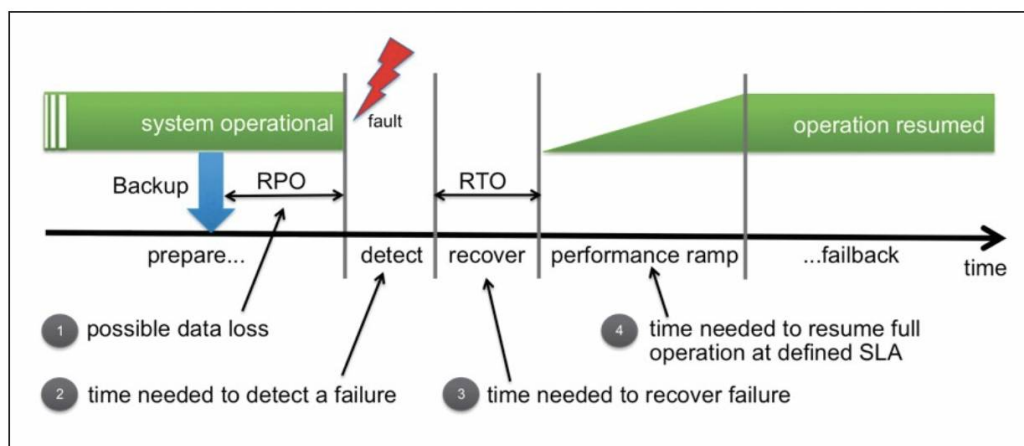 system operational
fault
operation resumed
Backup
RPO
RTO
prepare...
detect
recover
performance ramp
...failback
time
1 possible data loss
2 time needed to detect a failure
3 time needed to recover failure
4 time needed to resume full
operation at defined SLA